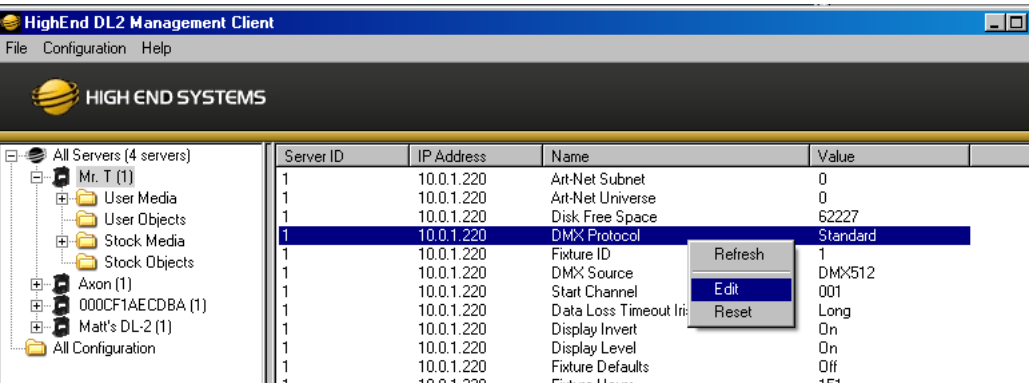 HighEnd DL2 Management Client
File Configuration Help
HIGH END SYSTEMS
All Servers (4 servers)
Mr. T (1)
User Media
User Objects
Stock Media
Stock Objects
Axon (1)
000CF1AECDBA (1)
Matt's DL-2 (1)
All Configuration
Server ID IP Address Name Value
1 10.0.1.220 Art-Net Subnet 0
1 10.0.1.220 Art-Net Universe 0
1 10.0.1.220 Disk Free Space 62227
1 10.0.1.220 DMX Protocol Standard
1 10.0.1.220 Fixture ID 1
1 10.0.1.220 DMX Source DMX512
1 10.0.1.220 Start Channel 001
1 10.0.1.220 Data Loss Timeout Long
1 10.0.1.220 Display Invert On
1 10.0.1.220 Display Level On
1 10.0.1.220 Fixture Defaults Off
Refresh
Edit
Reset